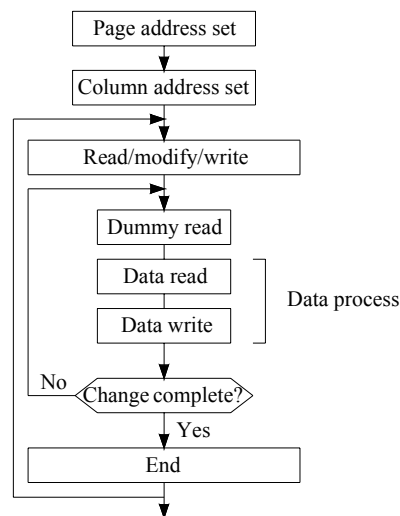 Page address set
Column address set
Read/modify/write
Dummy read
Data read
Data process
Data write
No
Change complete?
Yes
End